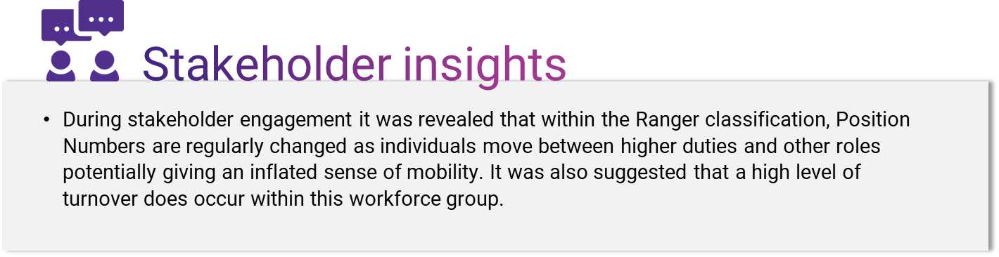 Stakeholder insights
• During stakeholder engagement it was revealed that within the Ranger classification, Position
Numbers are regularly changed as individuals move between higher duties and other roles
potentially giving an inflated sense of mobility. It was also suggested that a high level of
turnover does occur within this workforce group.